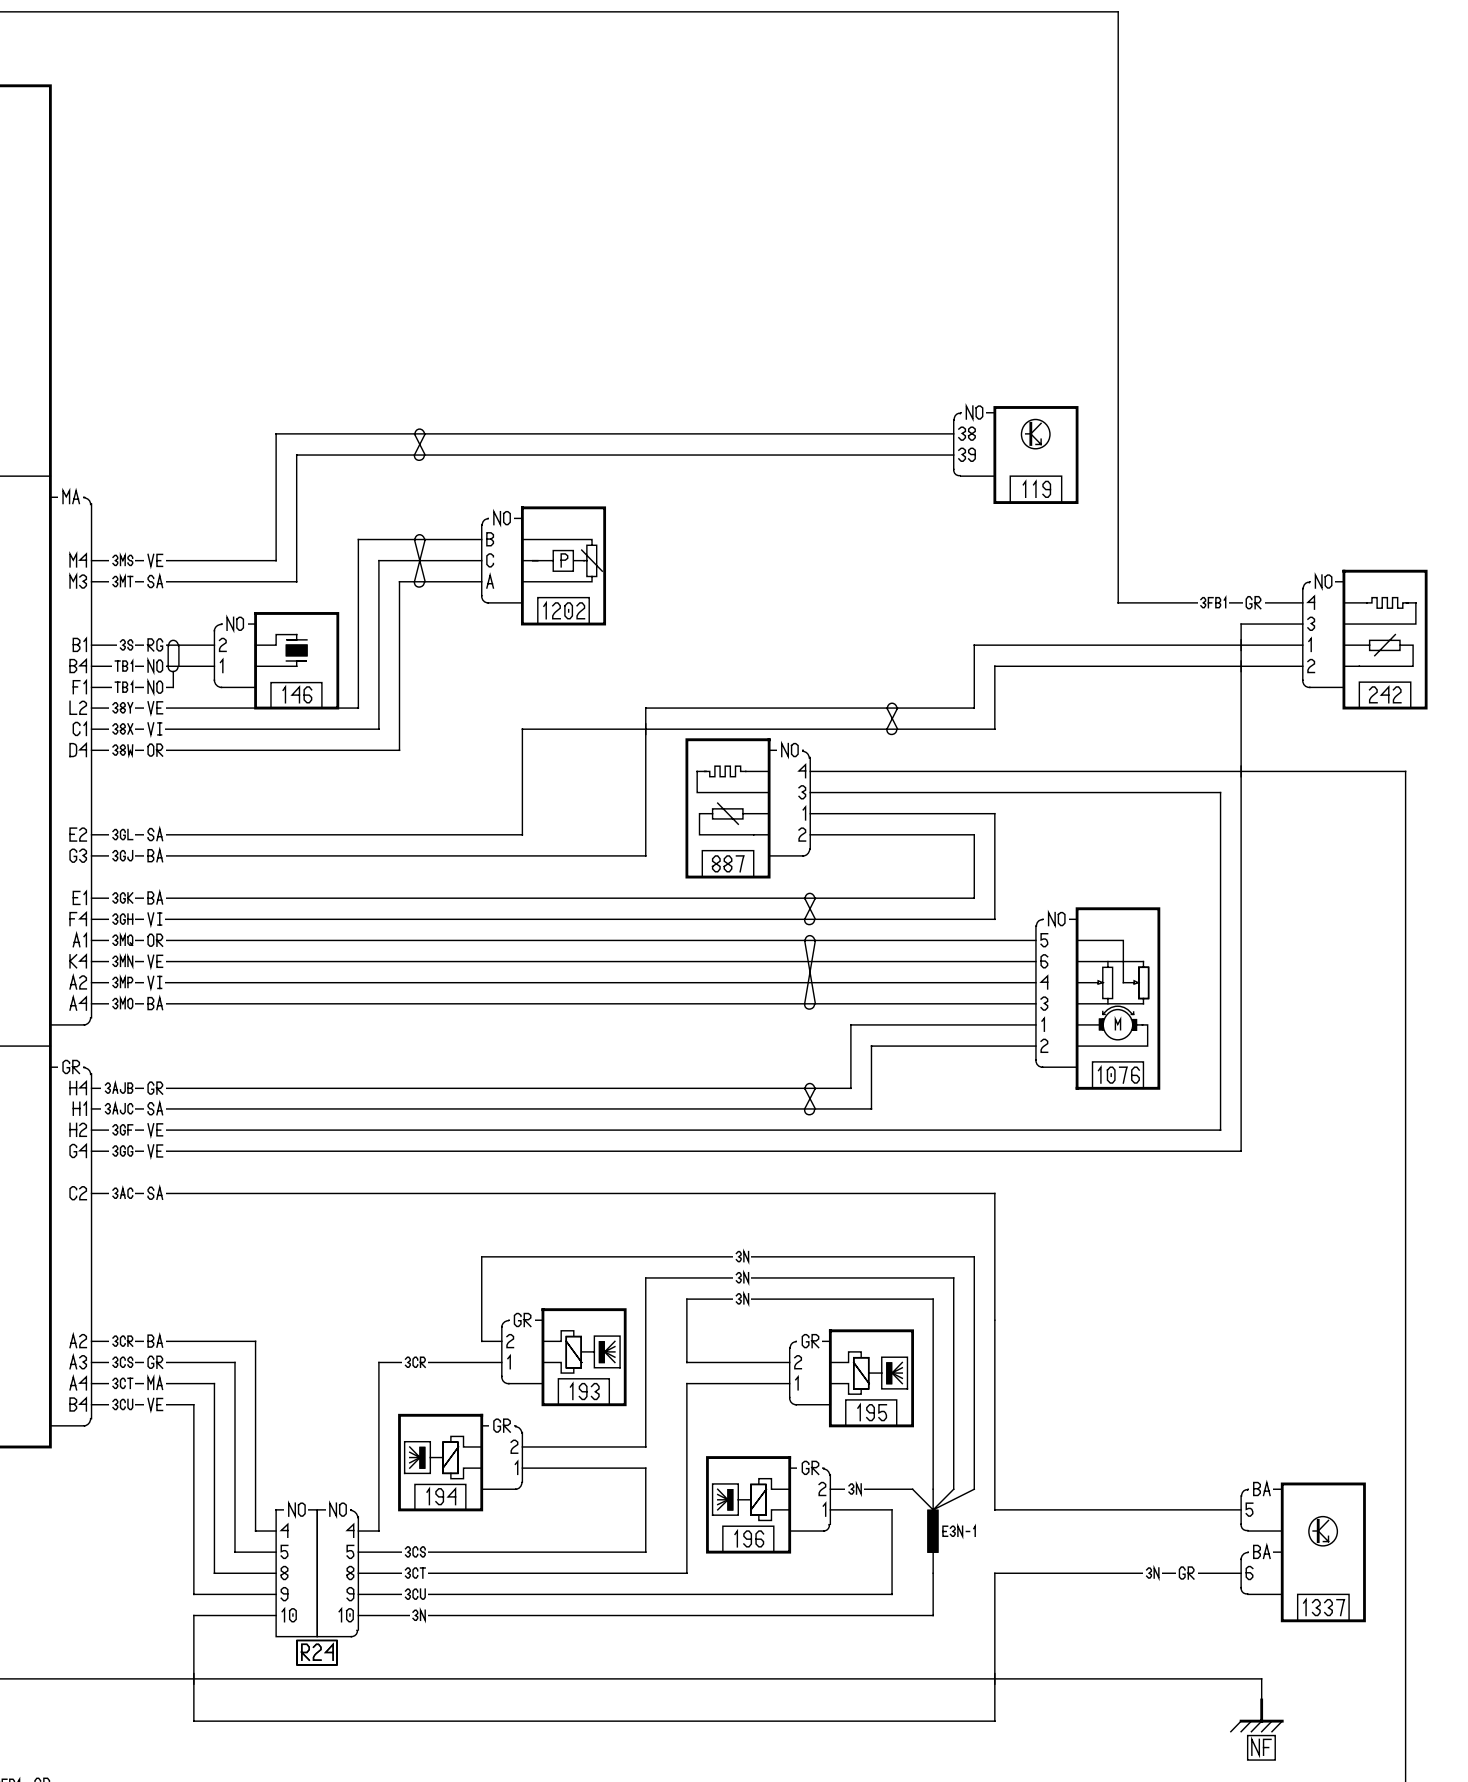 NO
38
39
119
MA
NO
B
C
A
P
1202
M4 3MS VE
M3 3MT SA
NO
4
3
1
2
242
3FB1 GR
NO
2
1
146
B1 3S RG
B4 TB1 NO
F1 TB1 NO
L2 38Y VE
C1 38X VI
D4 38W OR
NO
4
3
1
2
887
E2 3GL SA
G3 3GJ BA
E1 3GK BA
F4 3GH VI
A1 3MQ OR
K4 3MN VE
A2 3MP VI
A4 3MO BA
NO
5
6
4
3
1
2
M
1076
GR
H4 3AJB GR
H1 3AJC SA
H2 3GF VE
G4 3GG VE
C2 3AC SA
3N
3N
3N
GR
2
1
193
3CR
GR
2
1
195
A2 3CR BA
A3 3CS GR
A4 3CT MA
B4 3CU VE
GR
2
1
194
GR
2
1
196
3N
E3N-1
NO NO
4 4
5 5
8 8
9 9
10 10
R24
3CS
3CT
3CU
3N
BA
5
BA
6
1337
3N GR
NF